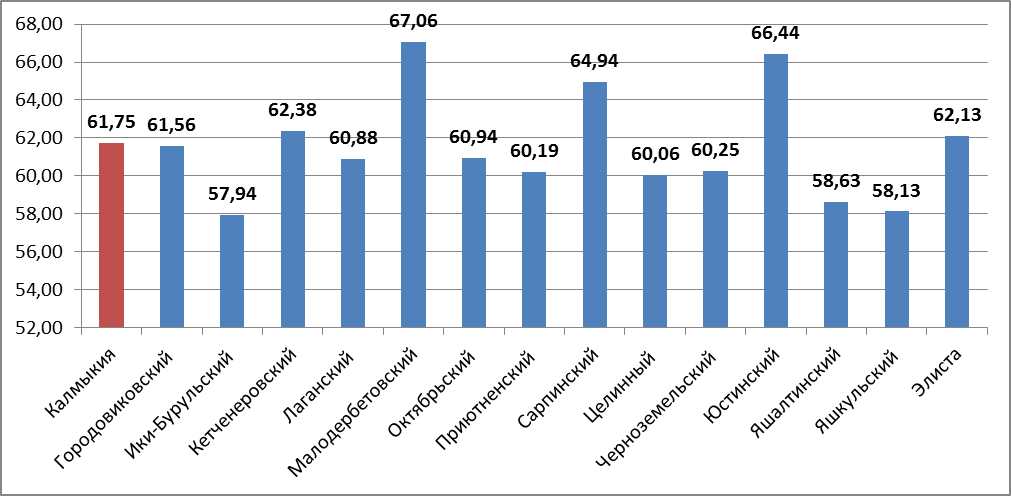 68,00
66,00
64,00
62,00
60,00
58,00
56,00
54,00
52,00
61,75
61,56
57,94
62,38
60,88
67,06
60,94
60,19
64,94
60,06
60,25
66,44
58,63
58,13
62,13
Калмыкия
Городовиковский
Ики-Бурульский
Кетченеровский
Лаганский
Малодербетовский
Октябрьский
Приютненский
Сарпинский
Целинный
Черноземельский
Юстинский
Яшалтинский
Яшкульский
Элиста